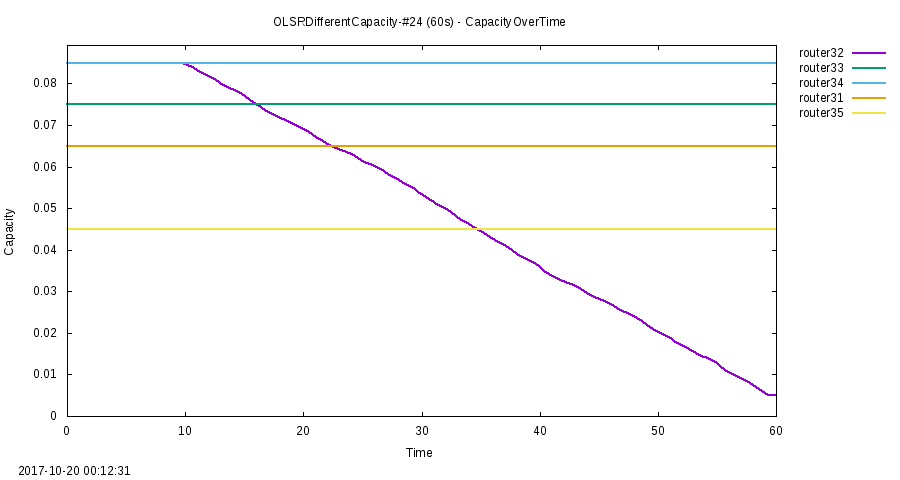 OLSRDifferentCapacity-#24 (60s) - CapacityOverTime
router32
router33
router34
router31
router35
0.08
0.07
0.06
0.05
0.04
0.03
0.02
0.01
0
Capacity
0 10 20 30 40 50 60
Time
2017-10-20 00:12:31